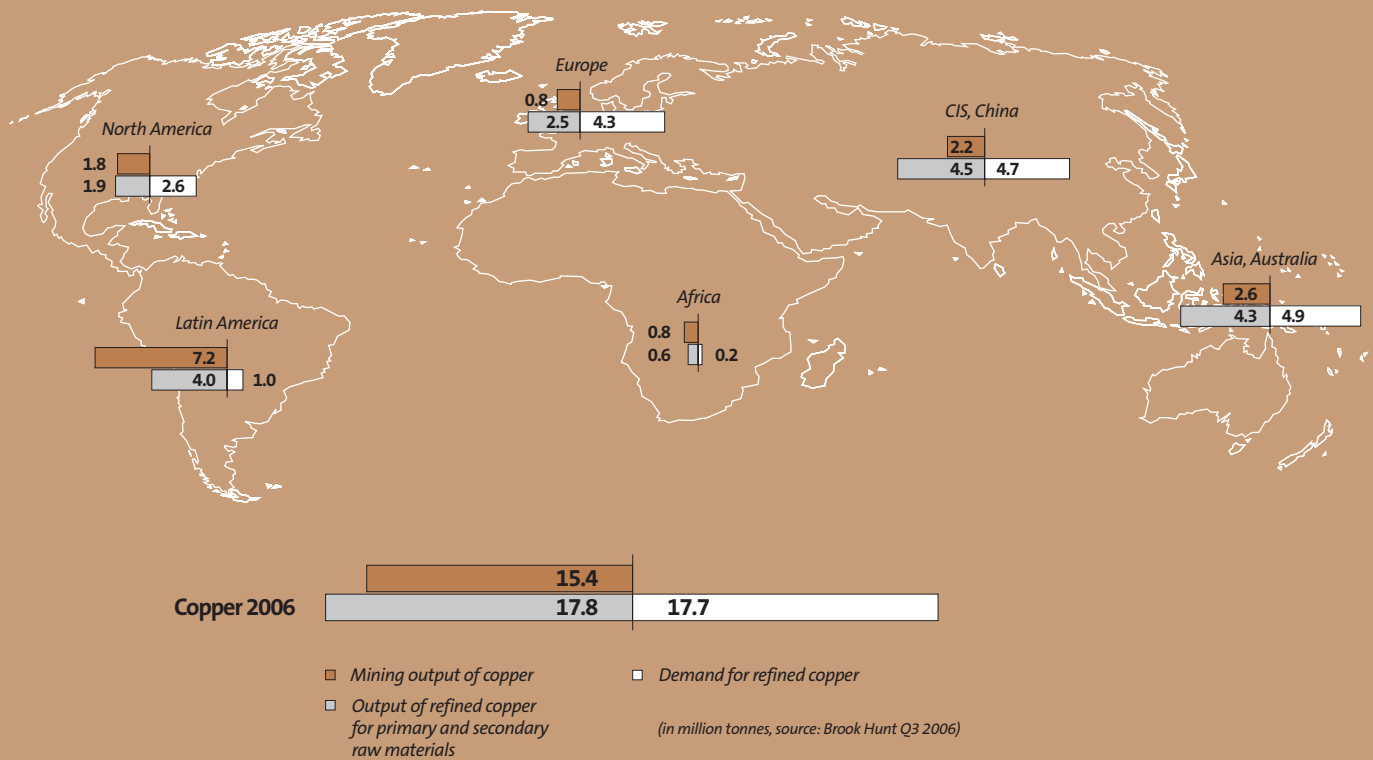 Europe
0.8
2.5 4.3
North America
1.8
1.9 2.6
CIS, China
2.2
4.5 4.7
Asia, Australia
2.6
4.3 4.9
Africa
0.8
0.6 0.2
Latin America
7.2
4.0 1.0
15.4
Copper 2006 17.8 17.7
Mining output of copper
Output of refined copper
for primary and secondary
raw materials
Demand for refined copper
(in million tonnes, source: Brook Hunt Q3 2006)